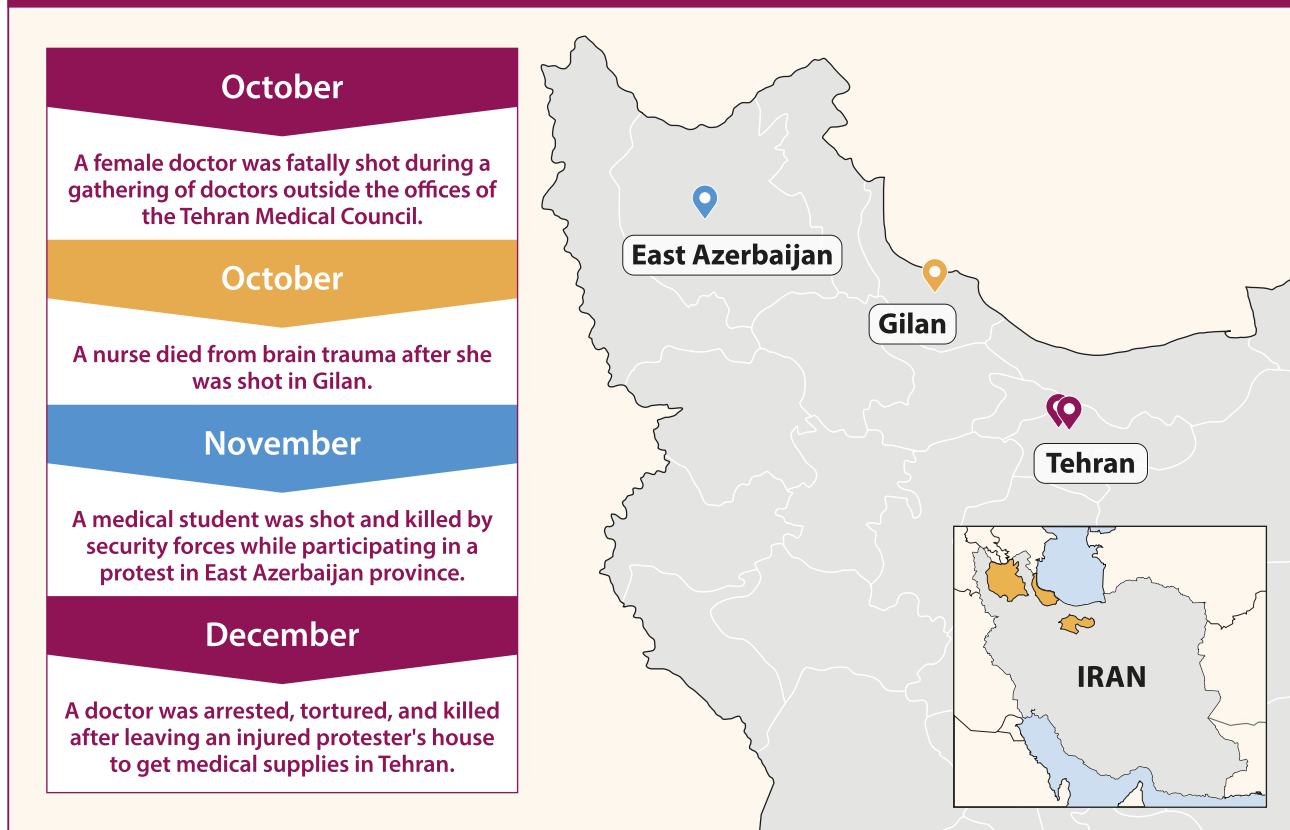 October
A female doctor was fatally shot during a
gathering of doctors outside the offices of
the Tehran Medical Council.
October
A nurse died from brain trauma after she
was shot in Gilan.
November
A medical student was shot and killed by
security forces while participating in a
protest in East Azerbaijan province.
December
A doctor was arrested, tortured, and killed
after leaving an injured protester's house
to get medical supplies in Tehran.
East Azerbaijan
Gilan
Tehran
IRAN